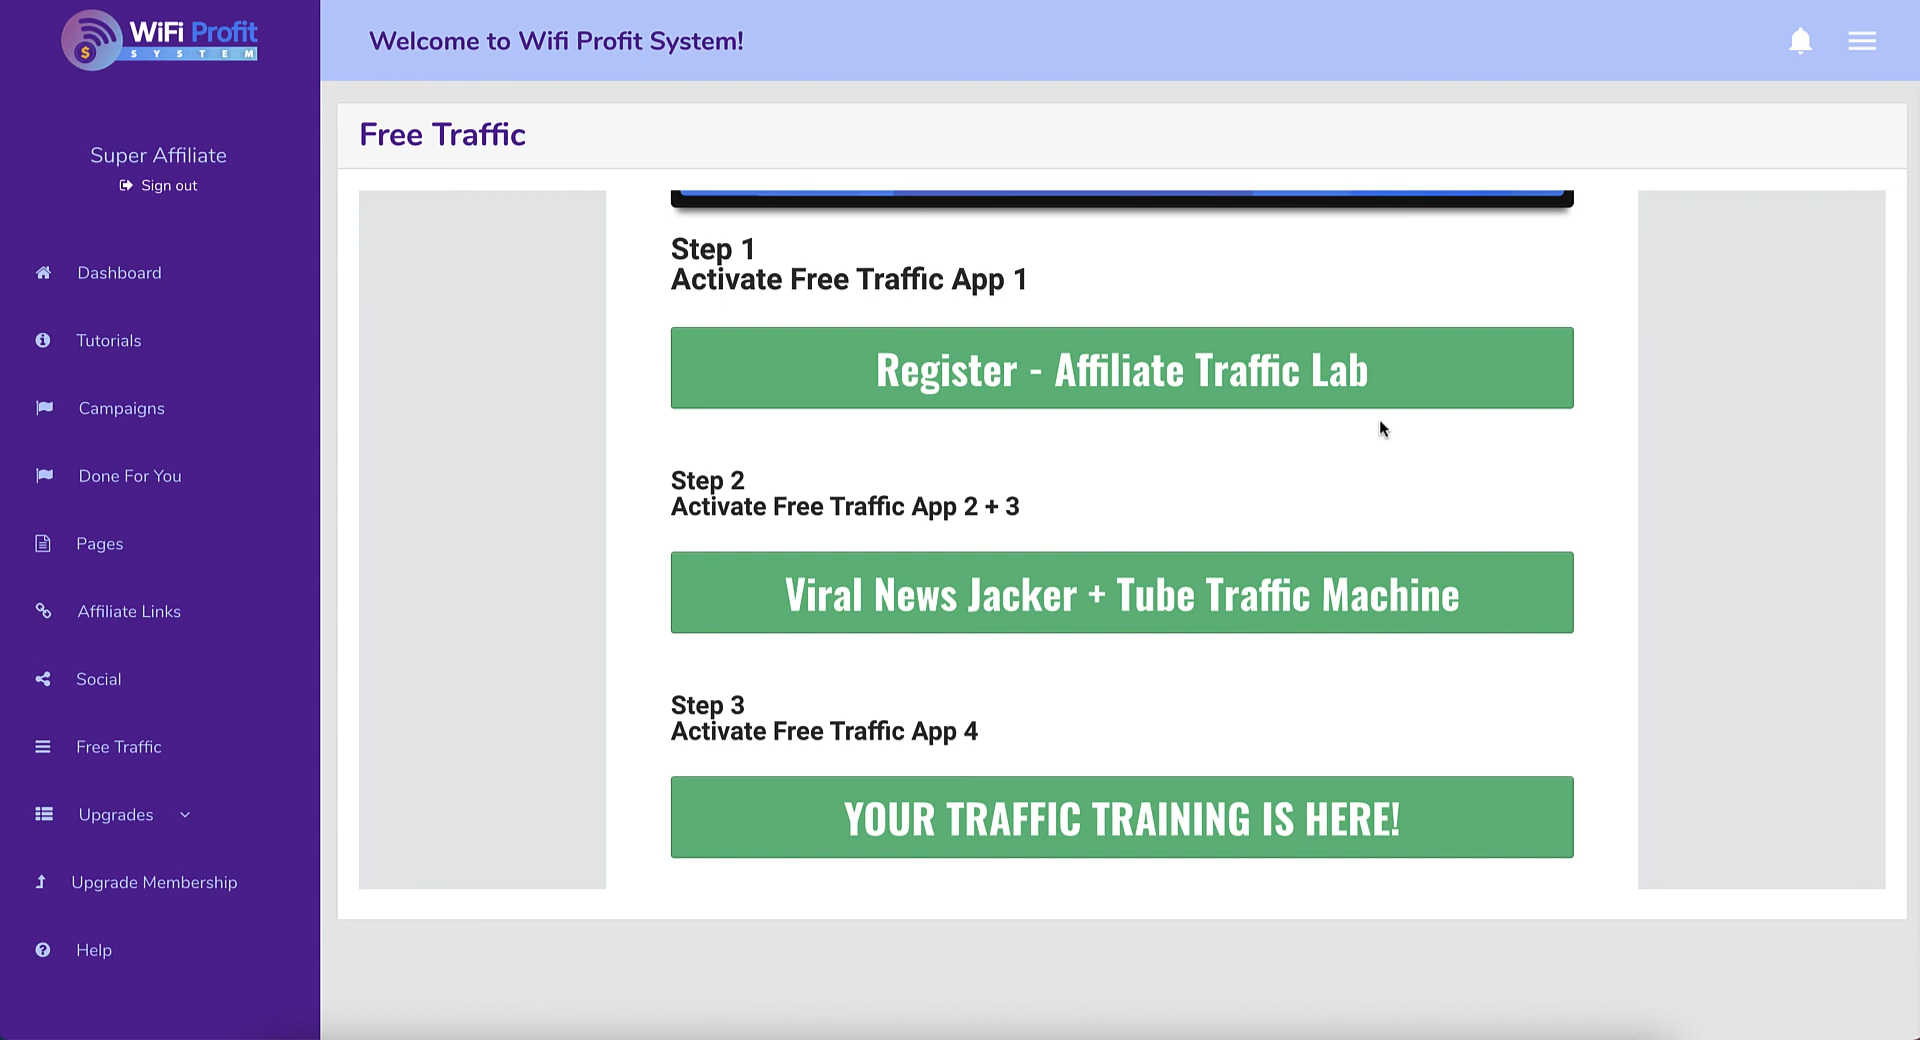 WiFi Profit
SYSTEM
Welcome to Wifi Profit System!
Super Affiliate
Sign out
Dashboard
Tutorials
Campaigns
Done For You
Pages
Affiliate Links
Social
Free Traffic
Upgrades
Upgrade Membership
Help
Free Traffic
Step 1
Activate Free Traffic App 1
Register - Affiliate Traffic Lab
Step 2
Activate Free Traffic App 2 + 3
Viral News Jacker + Tube Traffic Machine
Step 3
Activate Free Traffic App 4
YOUR TRAFFIC TRAINING IS HERE!